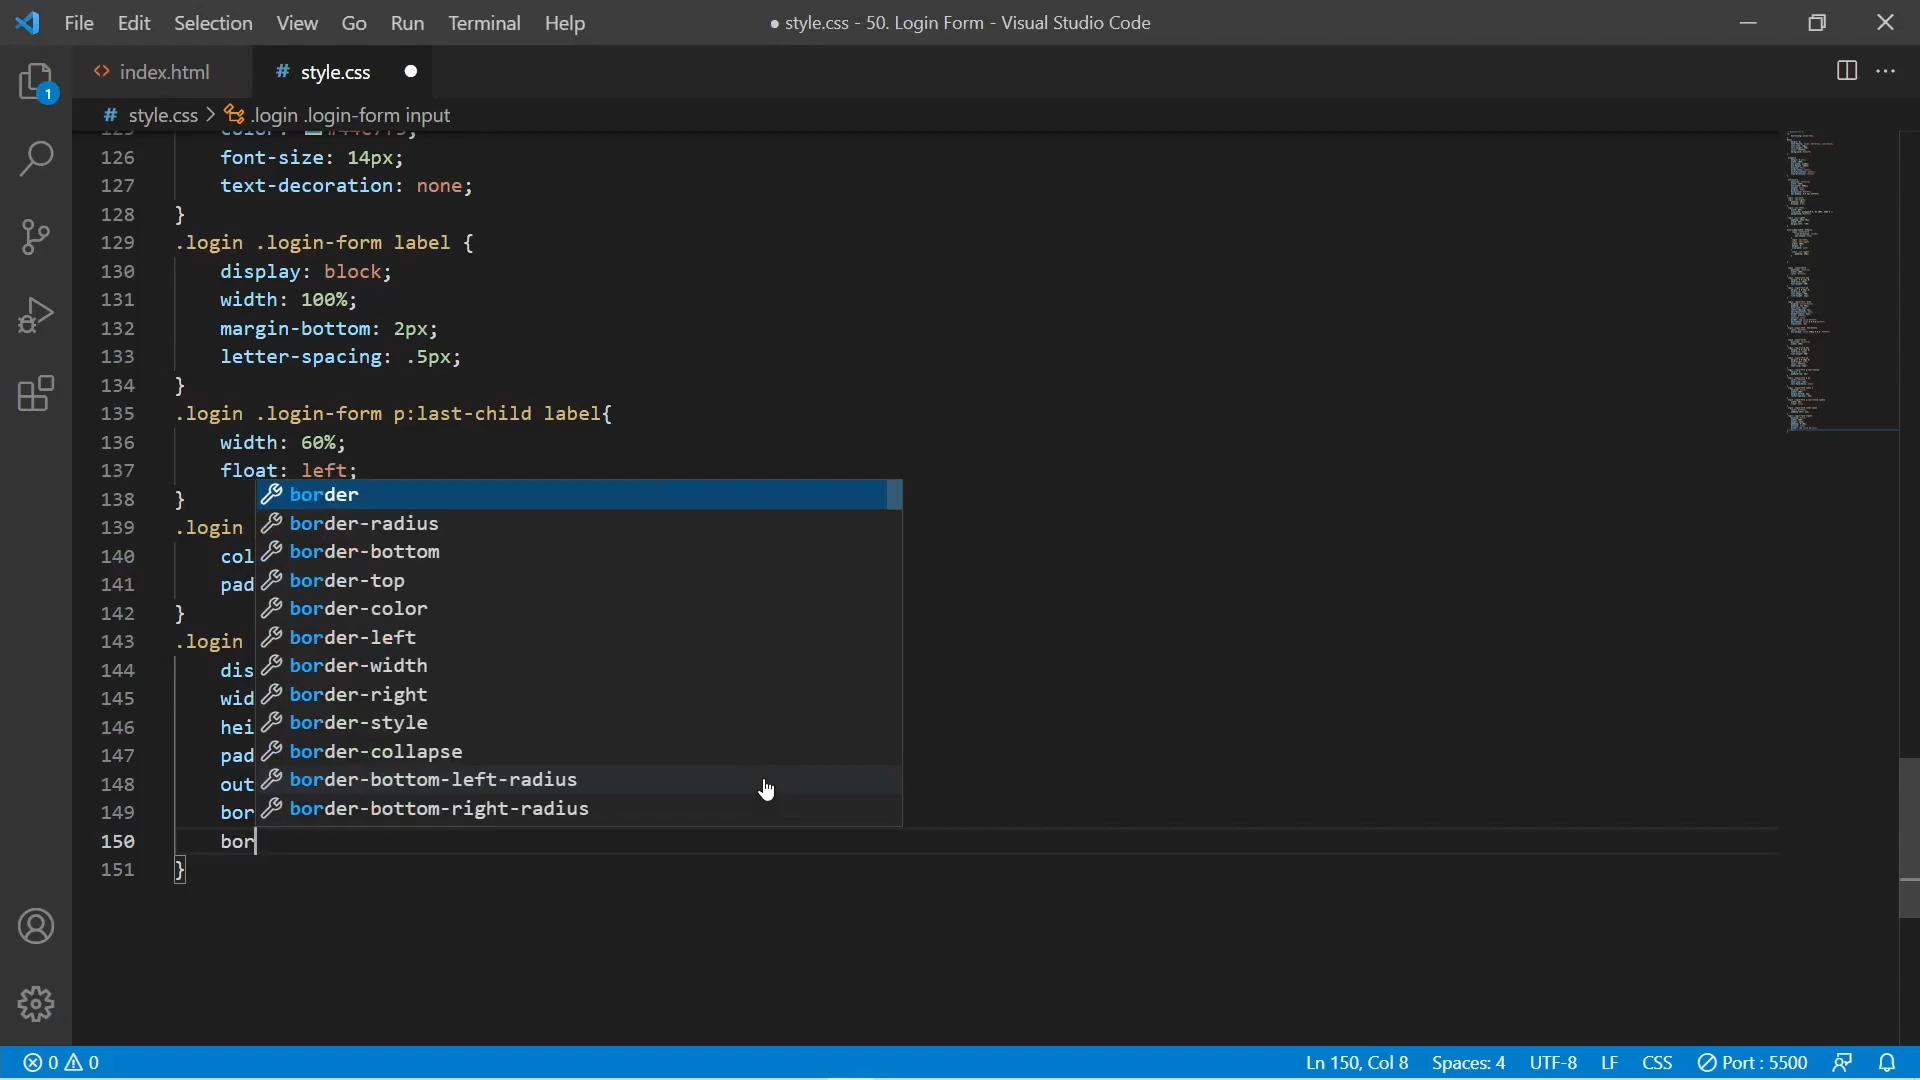 File Edit Selection View Go Run Terminal Help
● style.css - 50. Login Form - Visual Studio Code
1
<> index.html
# style.css ●
# style.css > .login .login-form input
126 font-size: 14px;
127 text-decoration: none;
128 }
129 .login .login-form label {
130 display: block;
131 width: 100%;
132 margin-bottom: 2px;
133 letter-spacing: .5px;
134 }
135 .login .login-form p:last-child label{
136 width: 60%;
137 float: left;
138 }
border
border-radius
139 .login
border-bottom
140 col
border-top
141 pad
border-color
142 }
border-left
143 .login
border-width
144 dis
border-right
145 wid
border-style
146 hei
border-collapse
147 pad
border-bottom-left-radius
148 out
border-bottom-right-radius
149 bor
150 bor
151 }
0 0
Ln 150, Col 8 Spaces: 4 UTF-8 LF CSS Port : 5500